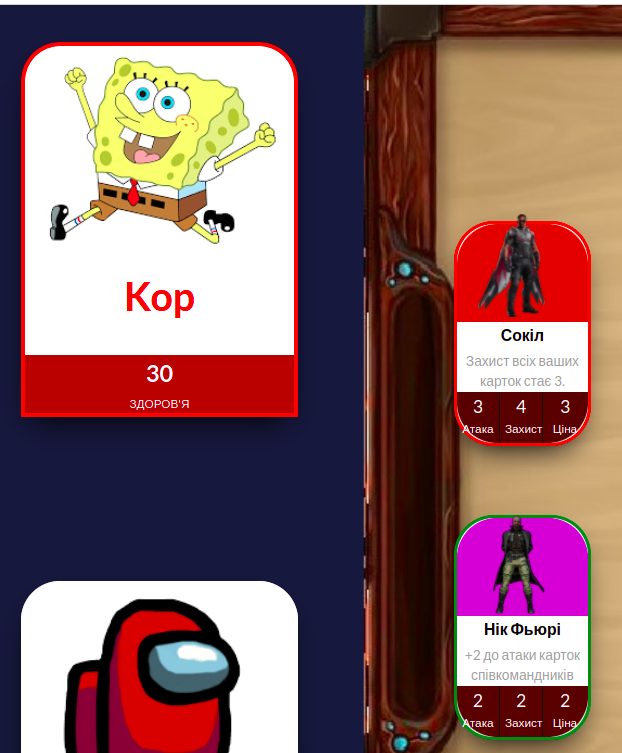 Кор
30
ЗДОРОВ'Я
Сокіл
Захист всіх ваших
карток стає 3.
3 4 3
Атака Захист Ціна
Нік Фьюрі
+2 до атаки карток
співкомандників
2 2 2
Атака Захист Ціна